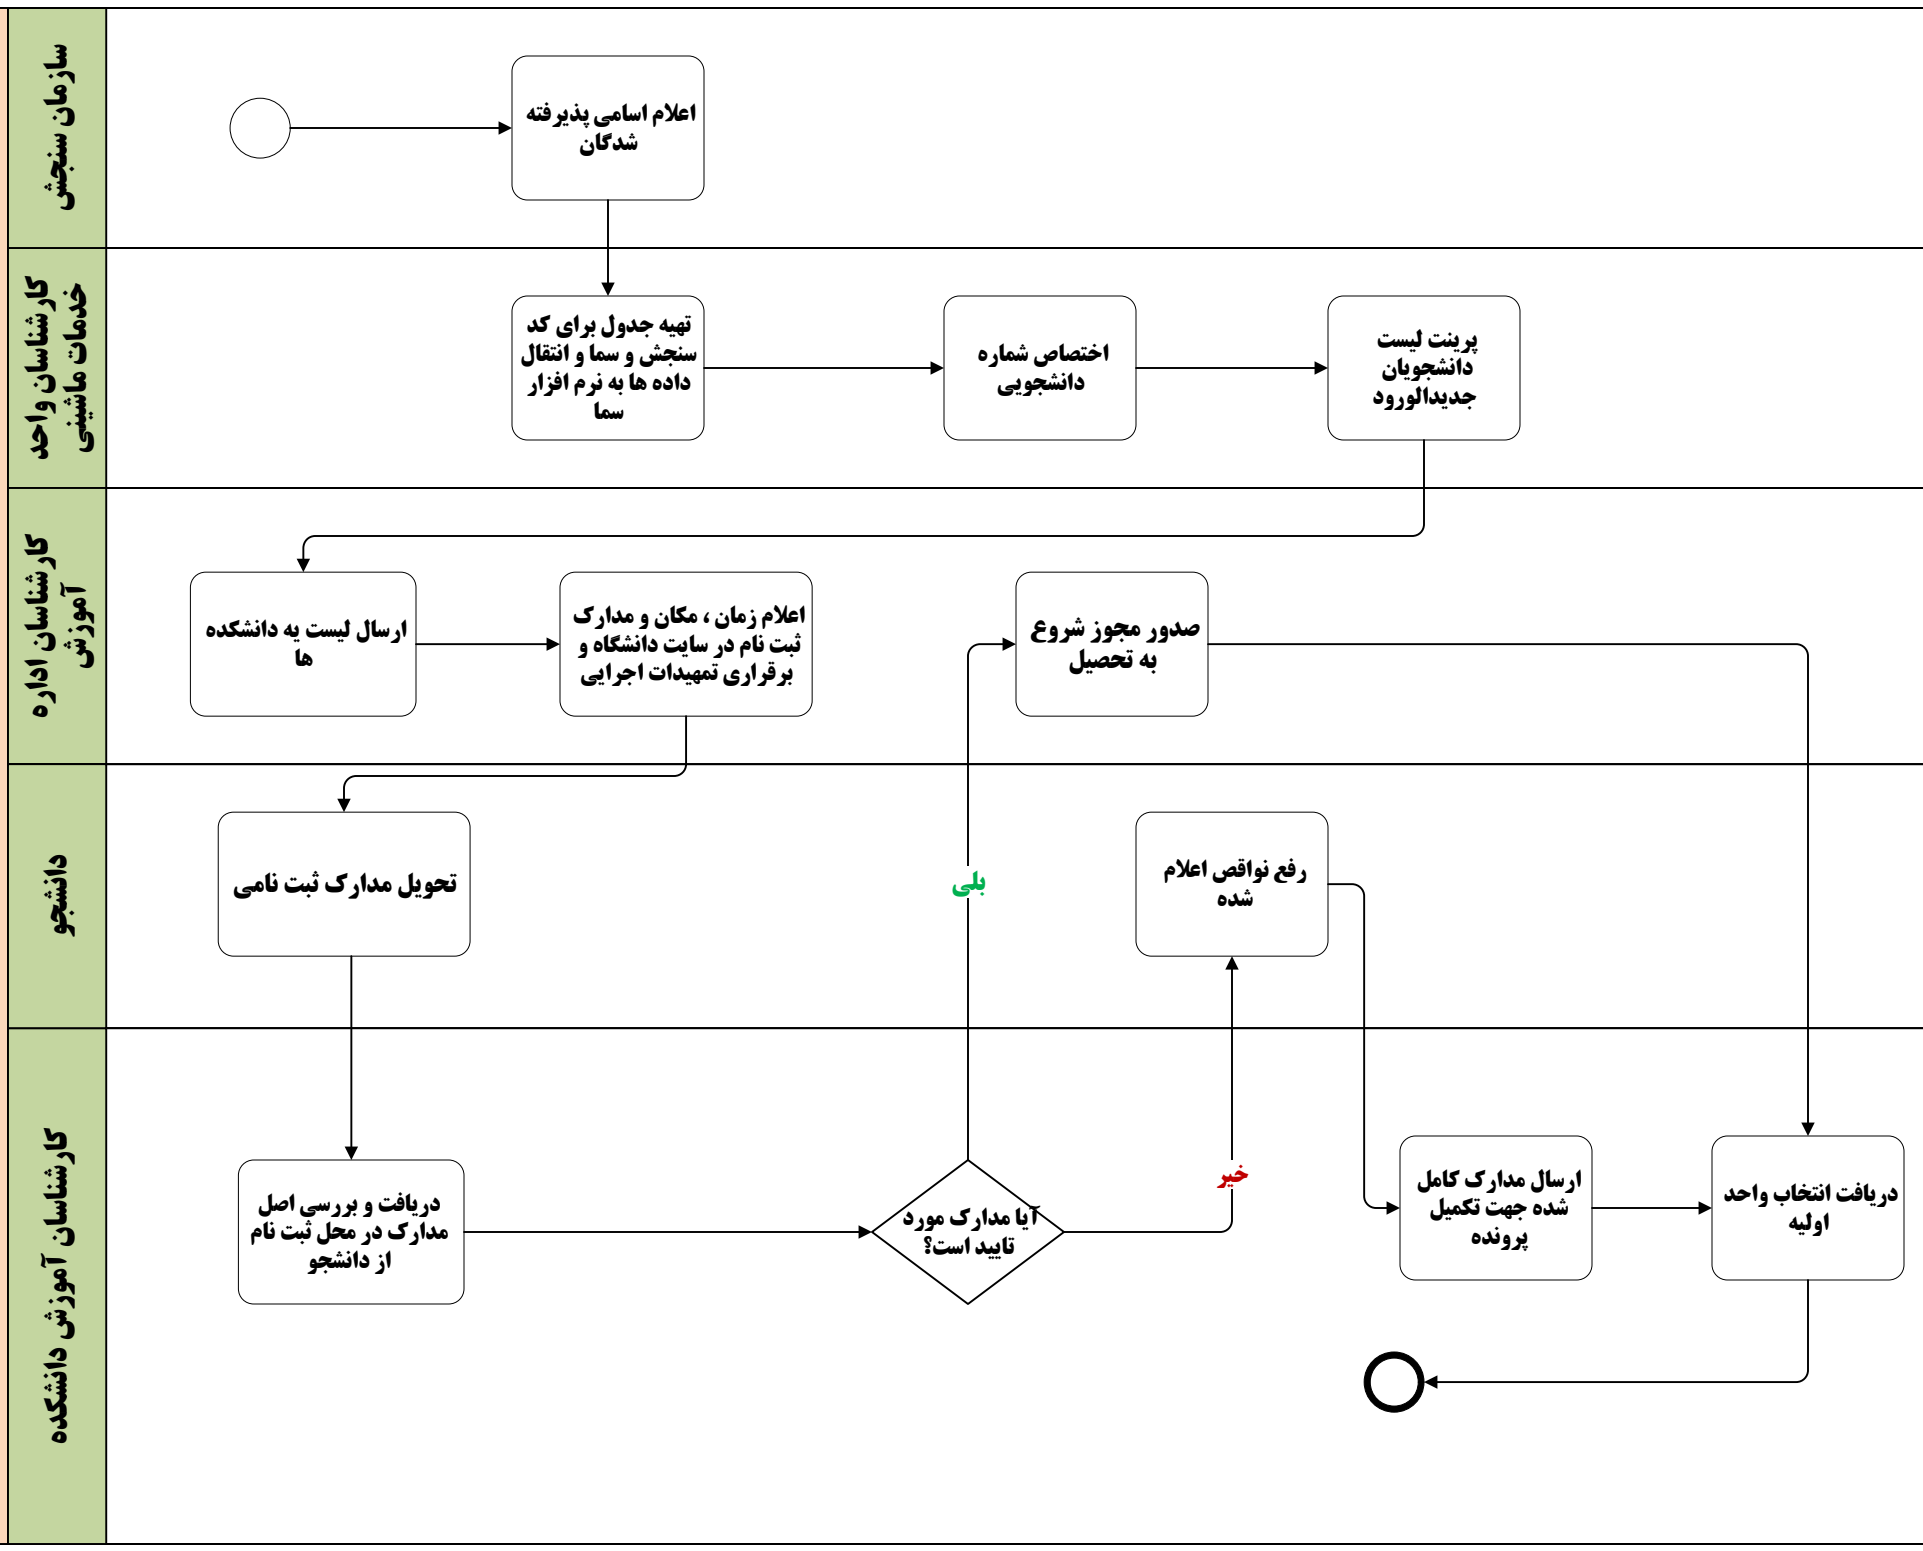 سازمان سنجش
اعلام اسامی پذیرفته
شدگان
کارشناسان واحد
خدمات ماشینی
تهیه جدول برای کد
سنجش و سما و انتقال
داده ها به نرم افزار
سما
اختصاص شماره
دانشجویی
پرینت لیست
دانشجویان
جدیدالورود
کارشناسان اداره
آموزش
ارسال لیست یه دانشکده
ها
اعلام زمان ، مکان و مدارک
ثبت نام در سایت دانشگاه و
برقراری تمهیدات اجرایی
صدور مجوز شروع
به تحصیل
دانشجو
تحویل مدارک ثبت نامی
بلی
رفع نواقص اعلام
شده
کارشناسان آموزش دانشکده
دریافت و بررسی اصل
مدارک در محل ثبت نام
از دانشجو
آیا مدارک مورد
تایید است؟
خیر
ارسال مدارک کامل
شده جهت تکمیل
پرونده
دریافت انتخاب واحد
اولیه